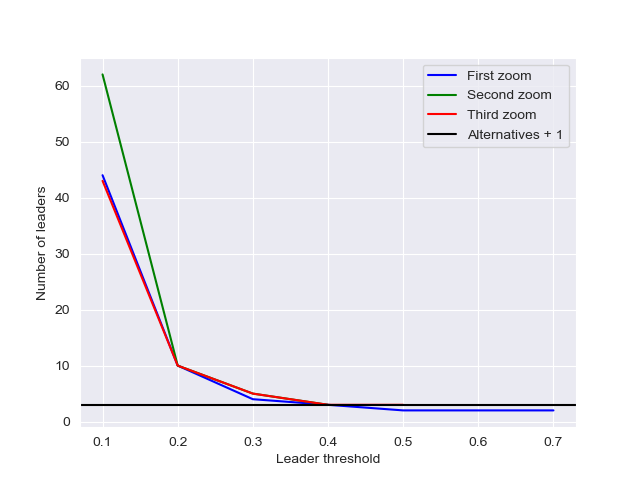 First zoom
Second zoom
Third zoom
Alternatives + 1
60
50
40
30
20
10
0
Number of leaders
0.1 0.2 0.3 0.4 0.5 0.6 0.7
Leader threshold